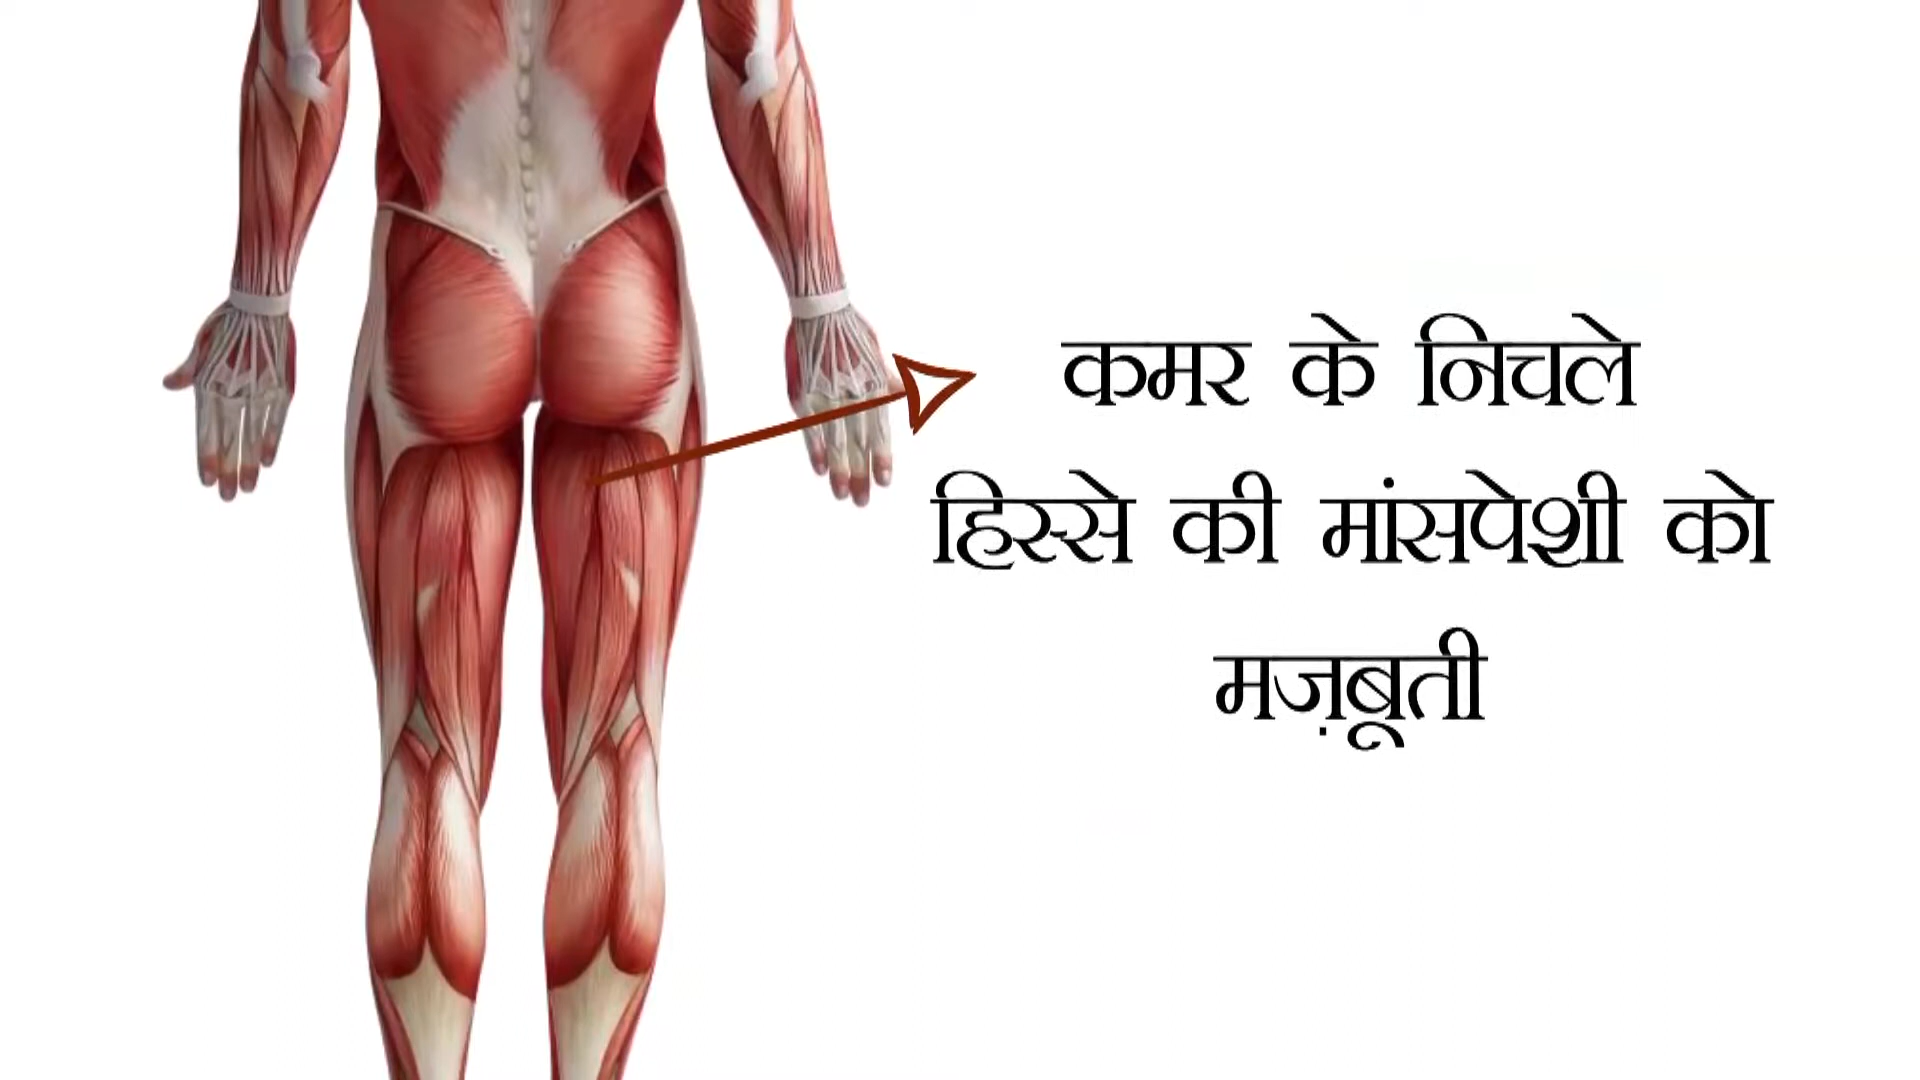 कमर के निचले
हिस्से की मांसपेशी को
मज़बूती